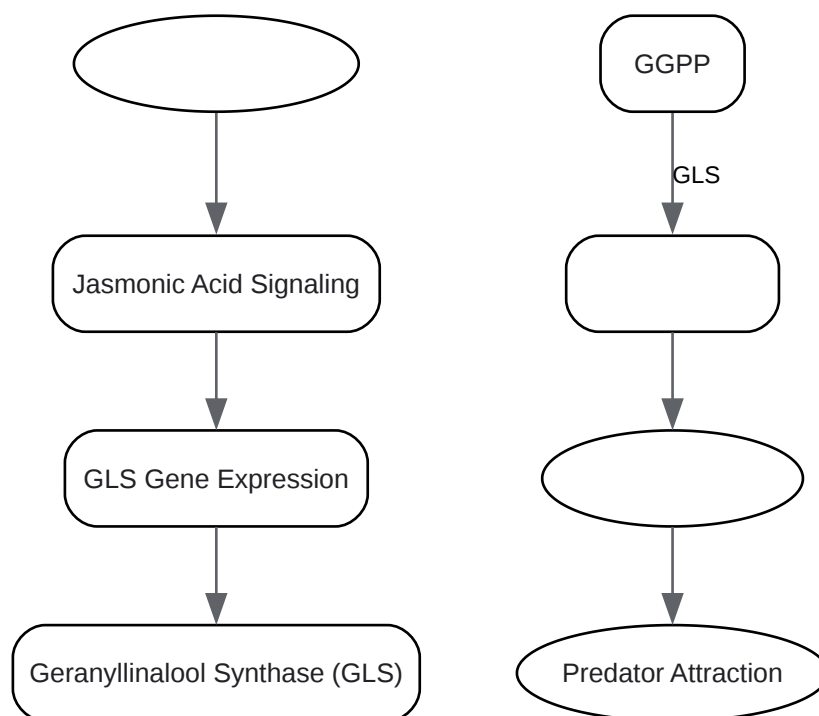 GGPP
GLS
Jasmonic Acid Signaling
GLS Gene Expression
Geranyllinalool Synthase (GLS)
Predator Attraction